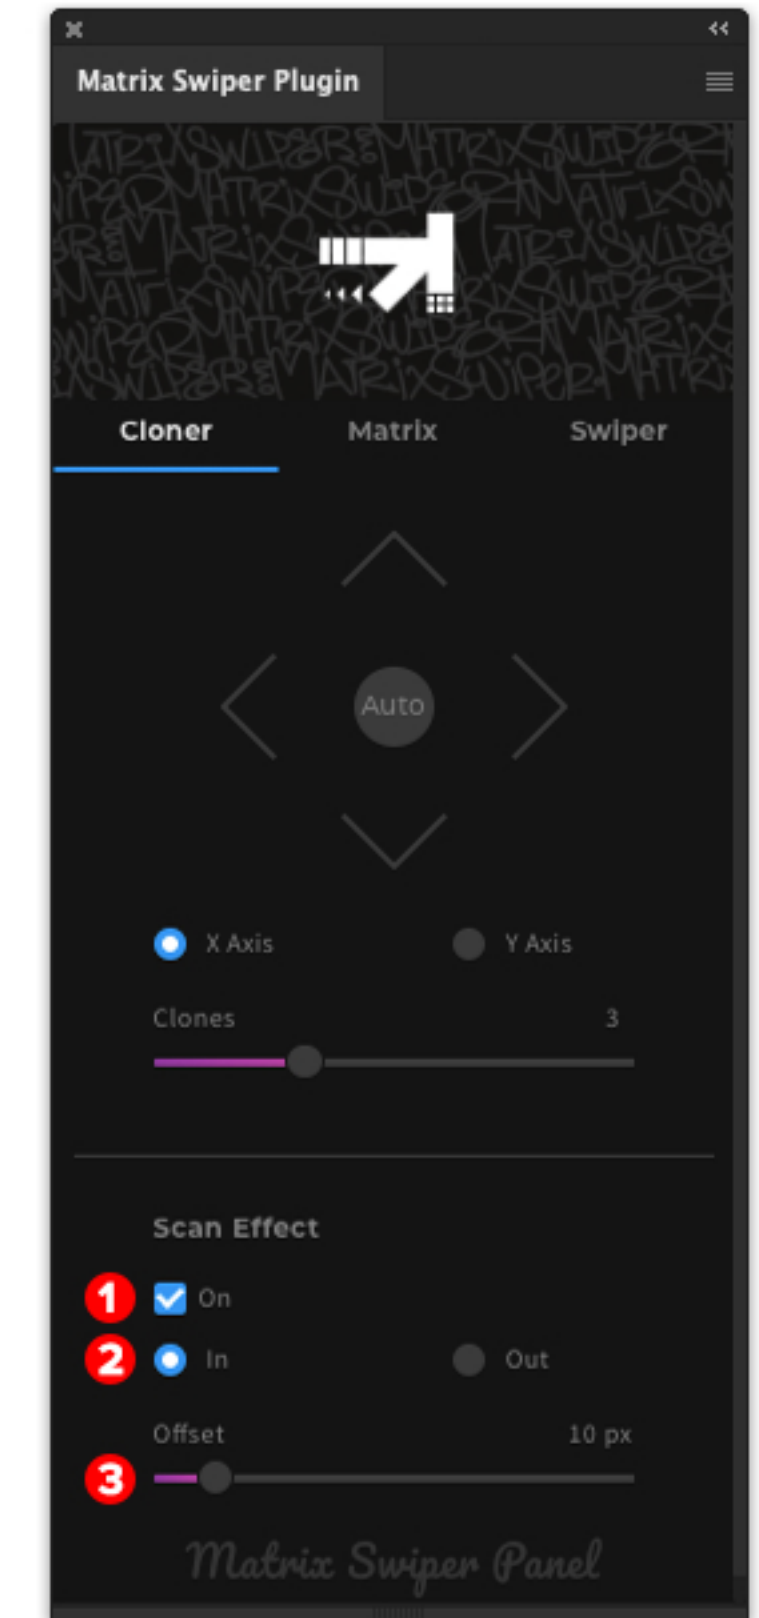 Matrix Swiper Plugin
Cloner Matrix Swiper
Auto
X Axis Y Axis
Clones 3
Scan Effect
1 On
2 In Out
Offset 10 px
3
Matrix Swiper Panel